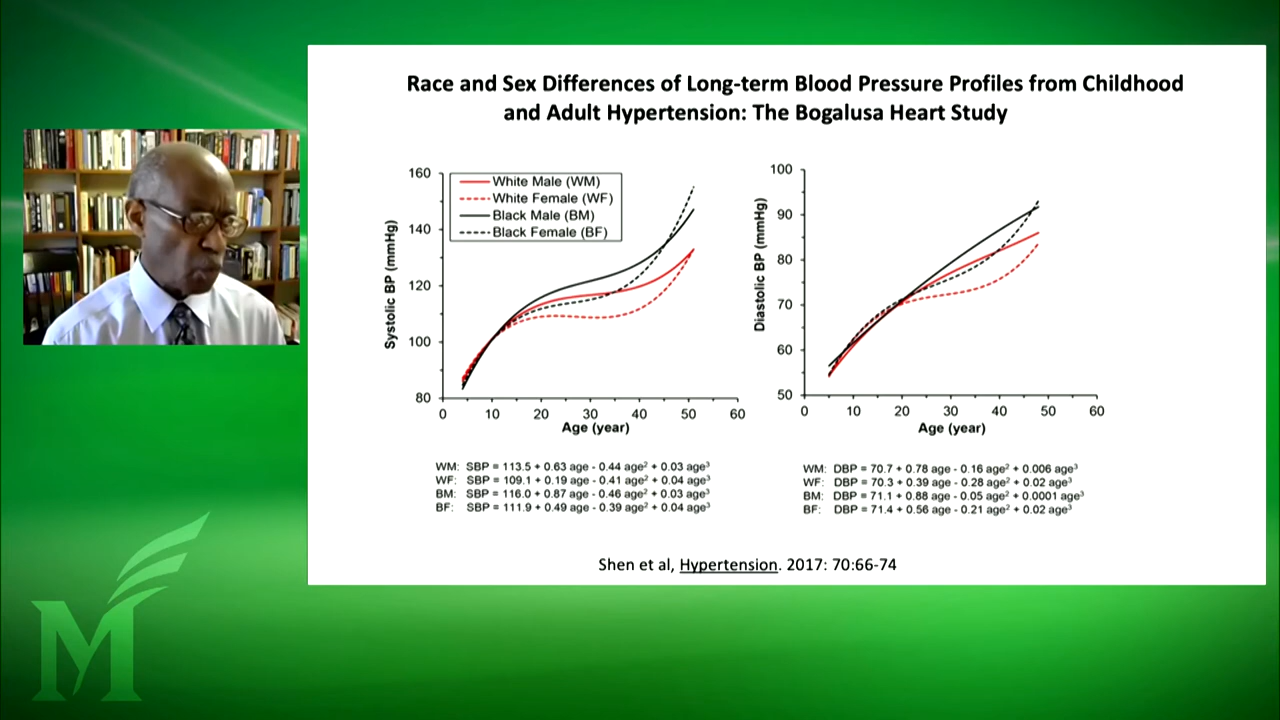 Race and Sex Differences of Long-term Blood Pressure Profiles from Childhood
and Adult Hypertension: The Bogalusa Heart Study
160
140
120
100
80
Systolic BP (mmHg)
White Male (WM)
White Female (WF)
Black Male (BM)
Black Female (BF)
0 10 20 30 40 50 60
Age (year)
100
90
80
70
60
50
Diastolic BP (mmHg)
0 10 20 30 40 50 60
Age (year)
WM: SBP = 113.5 + 0.63 age - 0.44 age² + 0.03 age³
WF: SBP = 109.1 + 0.19 age - 0.41 age² + 0.04 age³
BM: SBP = 116.0 + 0.87 age - 0.46 age² + 0.03 age³
BF: SBP = 111.9 + 0.49 age - 0.39 age² + 0.04 age³
WM: DBP = 70.7 + 0.78 age - 0.16 age² + 0.006 age³
WF: DBP = 70.3 + 0.39 age - 0.28 age² + 0.02 age³
BM: DBP = 71.1 + 0.88 age - 0.05 age² + 0.0001 age³
BF: DBP = 71.4 + 0.56 age - 0.21 age² + 0.02 age³
Shen et al, Hypertension. 2017: 70:66-74
M